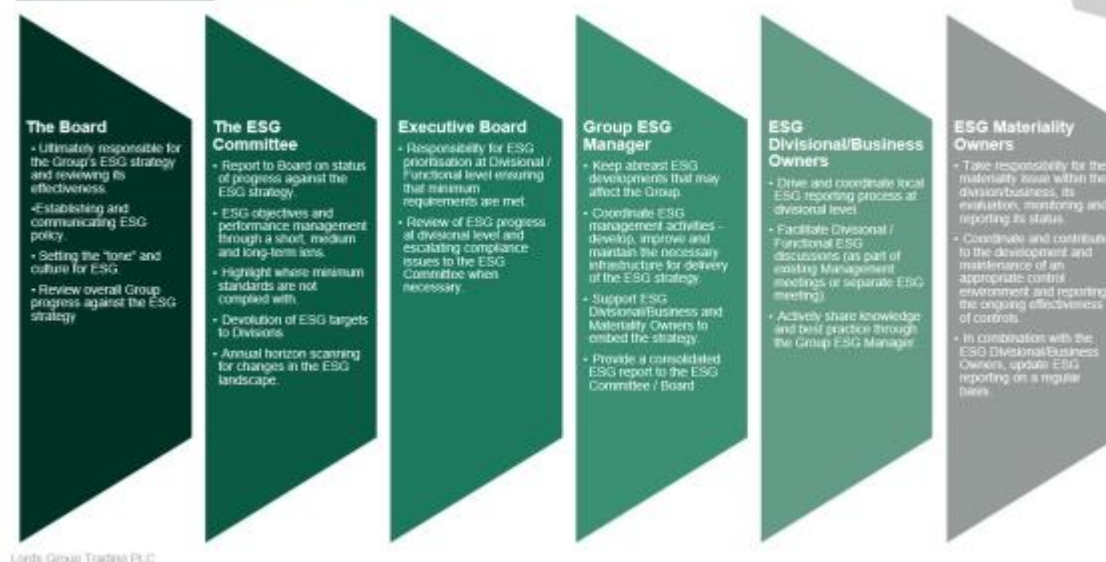 The Board
• Ultimately responsible for
the Group's ESG strategy
and reviewing its
effectiveness.
•Establishing and
communicating ESG
policy.
• Setting the "tone" and
culture for ESG
• Review overall Group
progress against the ESG
strategy
The ESG
Committee
• Report to Board on status
of progress against the
ESG strategy.
• ESG objectives and
performance management
through a short, medium
and long-term lens.
• Highlight where minimum
standards are not
complied with.
• Devolution of ESG targets
to Divisions.
• Annual horizon scanning
for changes in the ESG
landscape.
Executive Board
• Responsibility for ESG
prioritisation at Divisional /
Functional level ensuring
that minimum
requirements are met.
• Review of ESG progress
at divisional level and
escalating compliance
issues to the ESG
Committee when
necessary.
Group ESG
Manager
• Keep abreast ESG
developments that may
affect the Group.
• Coordinate ESG
management activities –
develop, improve and
maintain the necessary
infrastructure for delivery
of the ESG strategy.
• Support ESG
Divisional/Business and
Materiality Owners to
embed the strategy.
• Provide a consolidated
ESG report to the ESG
Committee / Board
ESG
Divisional/Business
Owners
• Drive and coordinate local
ESG reporting process at
divisional level.
• Facilitate Divisional /
Functional ESG
discussions (as part of
existing Management
meetings or separate ESG
meeting).
• Actively share knowledge
and best practice through
the Group ESG Manager
ESG Materiality
Owners
• Take responsibility for the
materiality issue within the
division/business, its
evaluation, monitoring and
reporting its status.
• Coordinate and contribute
to the development and
maintenance of an
appropriate control
environment and reporting
the ongoing effectiveness
of controls.
• In combination with the
ESG Divisional/Business
Owners, update ESG
reporting on a regular
basis.
Lords Group Trading PLC